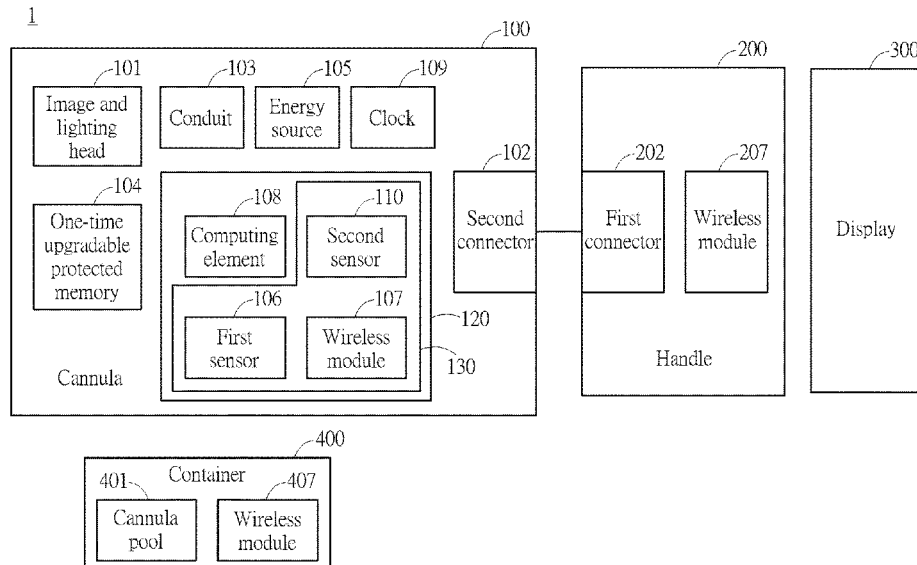 1
100
101
103
105
109
200
300
Image and
lighting
head
Conduit
Energy
source
Clock
104
102
202
207
One-time
upgradable
protected
memory
108
110
Computing
element
Second
sensor
Second
connector
First
connector
Wireless
module
Display
106
107
120
First
sensor
Wireless
module
130
Cannula
Handle
400
Container
401
407
Cannula
pool
Wireless
module